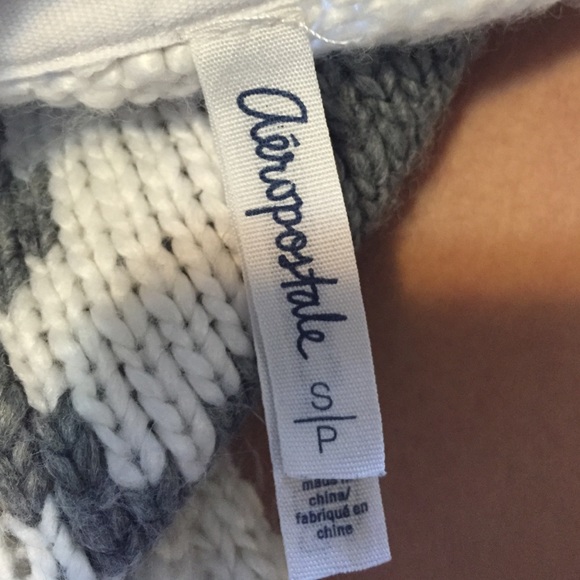 Aéropostale
S/P
made in
china/
fabriqué en
chine